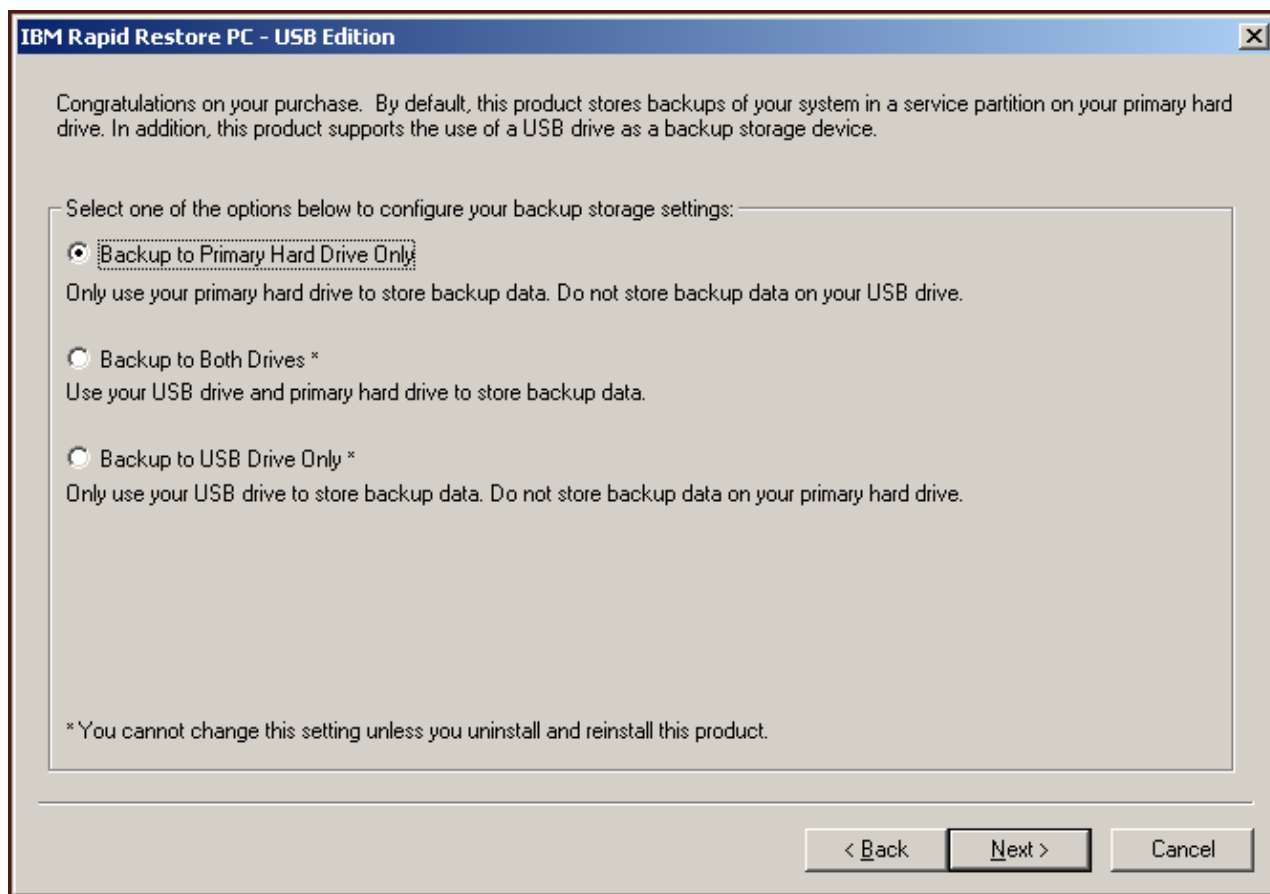 IBM Rapid Restore PC - USB Edition
Congratulations on your purchase.  By default, this product stores backups of your system in a service partition on your primary hard
drive. In addition, this product supports the use of a USB drive as a backup storage device.
Select one of the options below to configure your backup storage settings:
Backup to Primary Hard Drive Only
Only use your primary hard drive to store backup data. Do not store backup data on your USB drive.
Backup to Both Drives *
Use your USB drive and primary hard drive to store backup data.
Backup to USB Drive Only *
Only use your USB drive to store backup data. Do not store backup data on your primary hard drive.
* You cannot change this setting unless you uninstall and reinstall this product.
< Back Next > Cancel